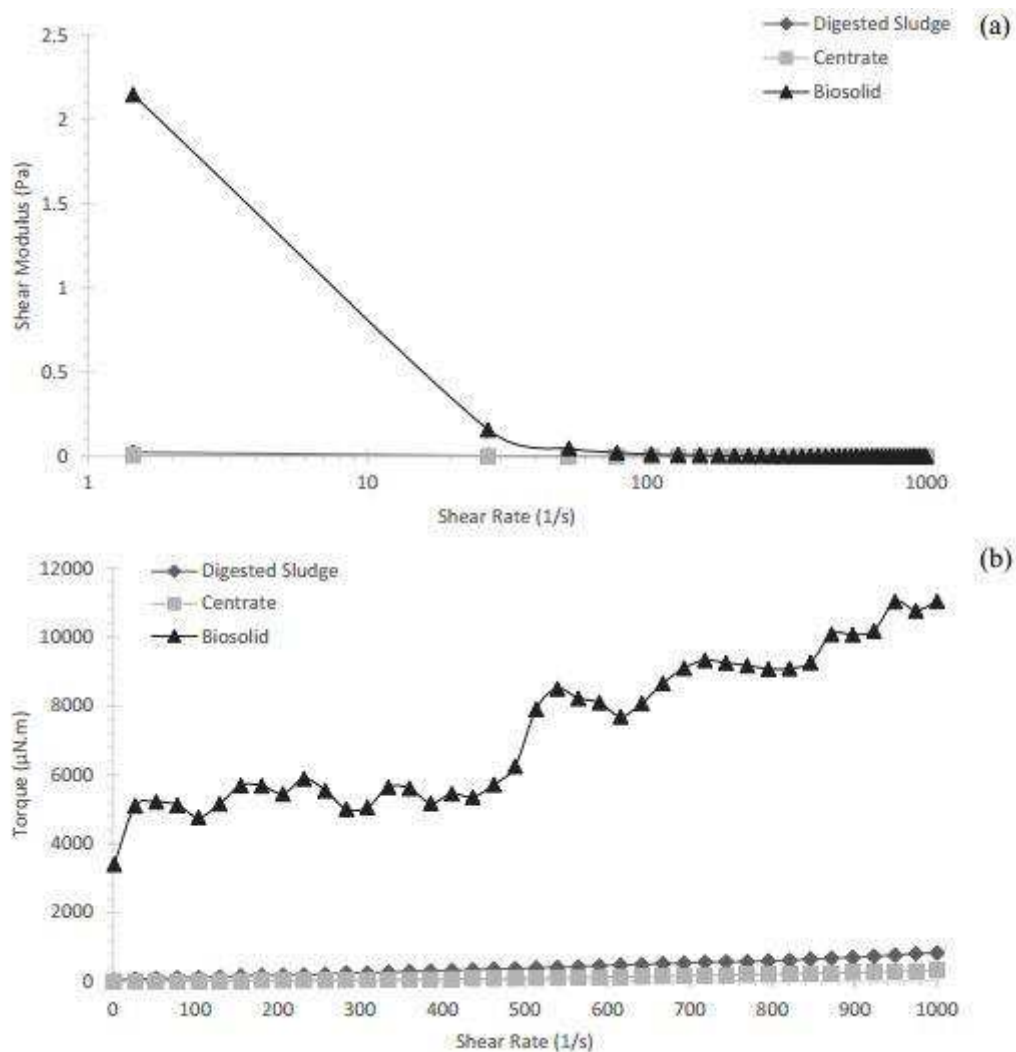 Digested Sludge
(a)
Centrate
Biosolid
2.5
2
1.5
1
0.5
0
Shear Modulus (Pa)
1 10 100 1000
Shear Rate (1/s)
(b)
Digested Sludge
Centrate
Biosolid
12000
10000
8000
6000
4000
2000
0
Torque (µN.m)
0 100 200 300 400 500 600 700 800 900 1000
Shear Rate (1/s)